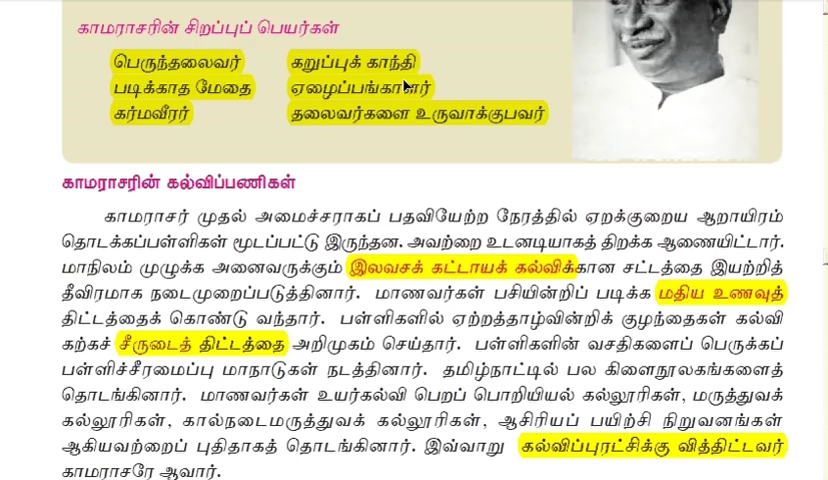 காமராசரின் சிறப்புப் பெயர்கள்
பெருந்தலைவர் கறுப்புக் காந்தி
படிக்காத மேதை ஏழைப்பங்காளர்
கர்மவீரர் தலைவர்களை உருவாக்குபவர்
காமராசரின் கல்விப்பணிகள்
காமராசர் முதல் அமைச்சராகப் பதவியேற்ற நேரத்தில் ஏறக்குறைய ஆறாயிரம்
தொடக்கப்பள்ளிகள் மூடப்பட்டு இருந்தன. அவற்றை உடனடியாகத் திறக்க ஆணையிட்டார்.
மாநிலம் முழுக்க அனைவருக்கும் இலவசக் கட்டாயக் கல்விக்கான சட்டத்தை இயற்றித்
தீவிரமாக நடைமுறைப்படுத்தினார். மாணவர்கள் பசியின்றிப் படிக்க மதிய உணவுத்
திட்டத்தைக் கொண்டு வந்தார். பள்ளிகளில் ஏற்றத்தாழ்வின்றிக் குழந்தைகள் கல்வி
கற்கச் சீருடைத் திட்டத்தை அறிமுகம் செய்தார். பள்ளிகளின் வசதிகளைப் பெருக்கப்
பள்ளிச்சீரமைப்பு மாநாடுகள் நடத்தினார். தமிழ்நாட்டில் பல கிளைநூலகங்களைத்
தொடங்கினார். மாணவர்கள் உயர்கல்வி பெறப் பொறியியல் கல்லூரிகள், மருத்துவக்
கல்லூரிகள், கால்நடைமருத்துவக் கல்லூரிகள், ஆசிரியப் பயிற்சி நிறுவனங்கள்
ஆகியவற்றைப் புதிதாகத் தொடங்கினார். இவ்வாறு கல்விப்புரட்சிக்கு வித்திட்டவர்
காமராசரே ஆவார்.